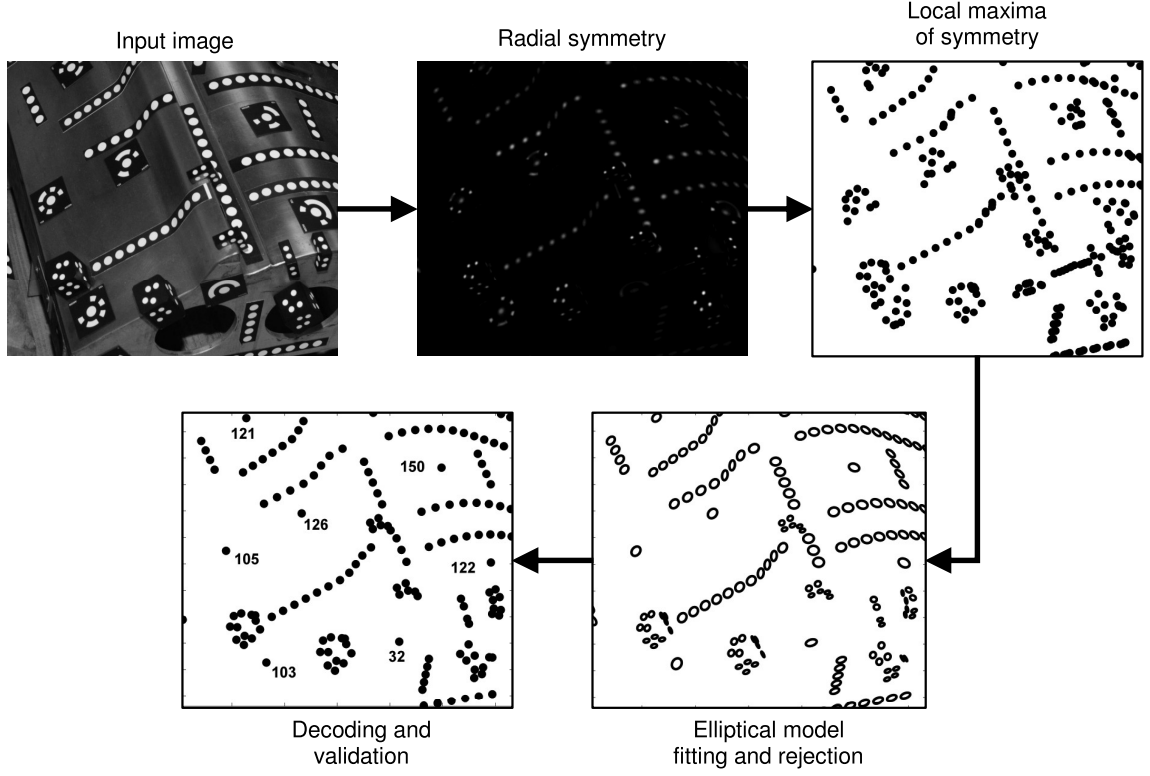 Input image
Radial symmetry
Local maxima
of symmetry
121
150
126
105
122
32
103
Decoding and
validation
Elliptical model
fitting and rejection